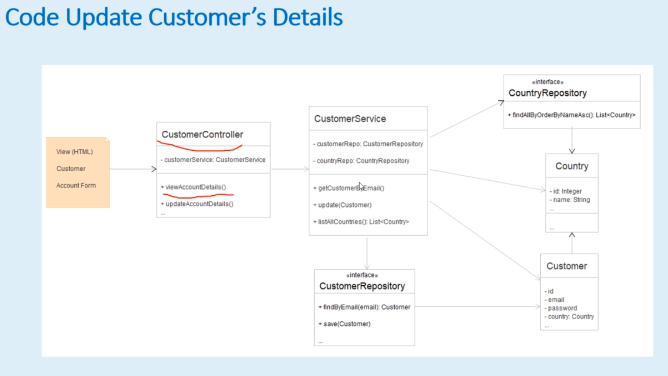 Code Update Customer's Details
View (HTML)
Customer
Account Form
CustomerController
- customerService: CustomerService
+ viewAccountDetails()
+ updateAccountDetails()
...
CustomerService
- customerRepo: CustomerRepository
- countryRepo: CountryRepository
+ getCustomerByEmail()
+ update(Customer)
+ listAllCountries(): List<Country>
«interface»
CustomerRepository
+ findByEmail(email): Customer
+ save(Customer)
...
«interface»
CountryRepository
+ findAllByOrderByNameAsc(): List<Country>
Country
- id: Integer
- name: String
...
...
Customer
- id
- email
- password
- country: Country
...